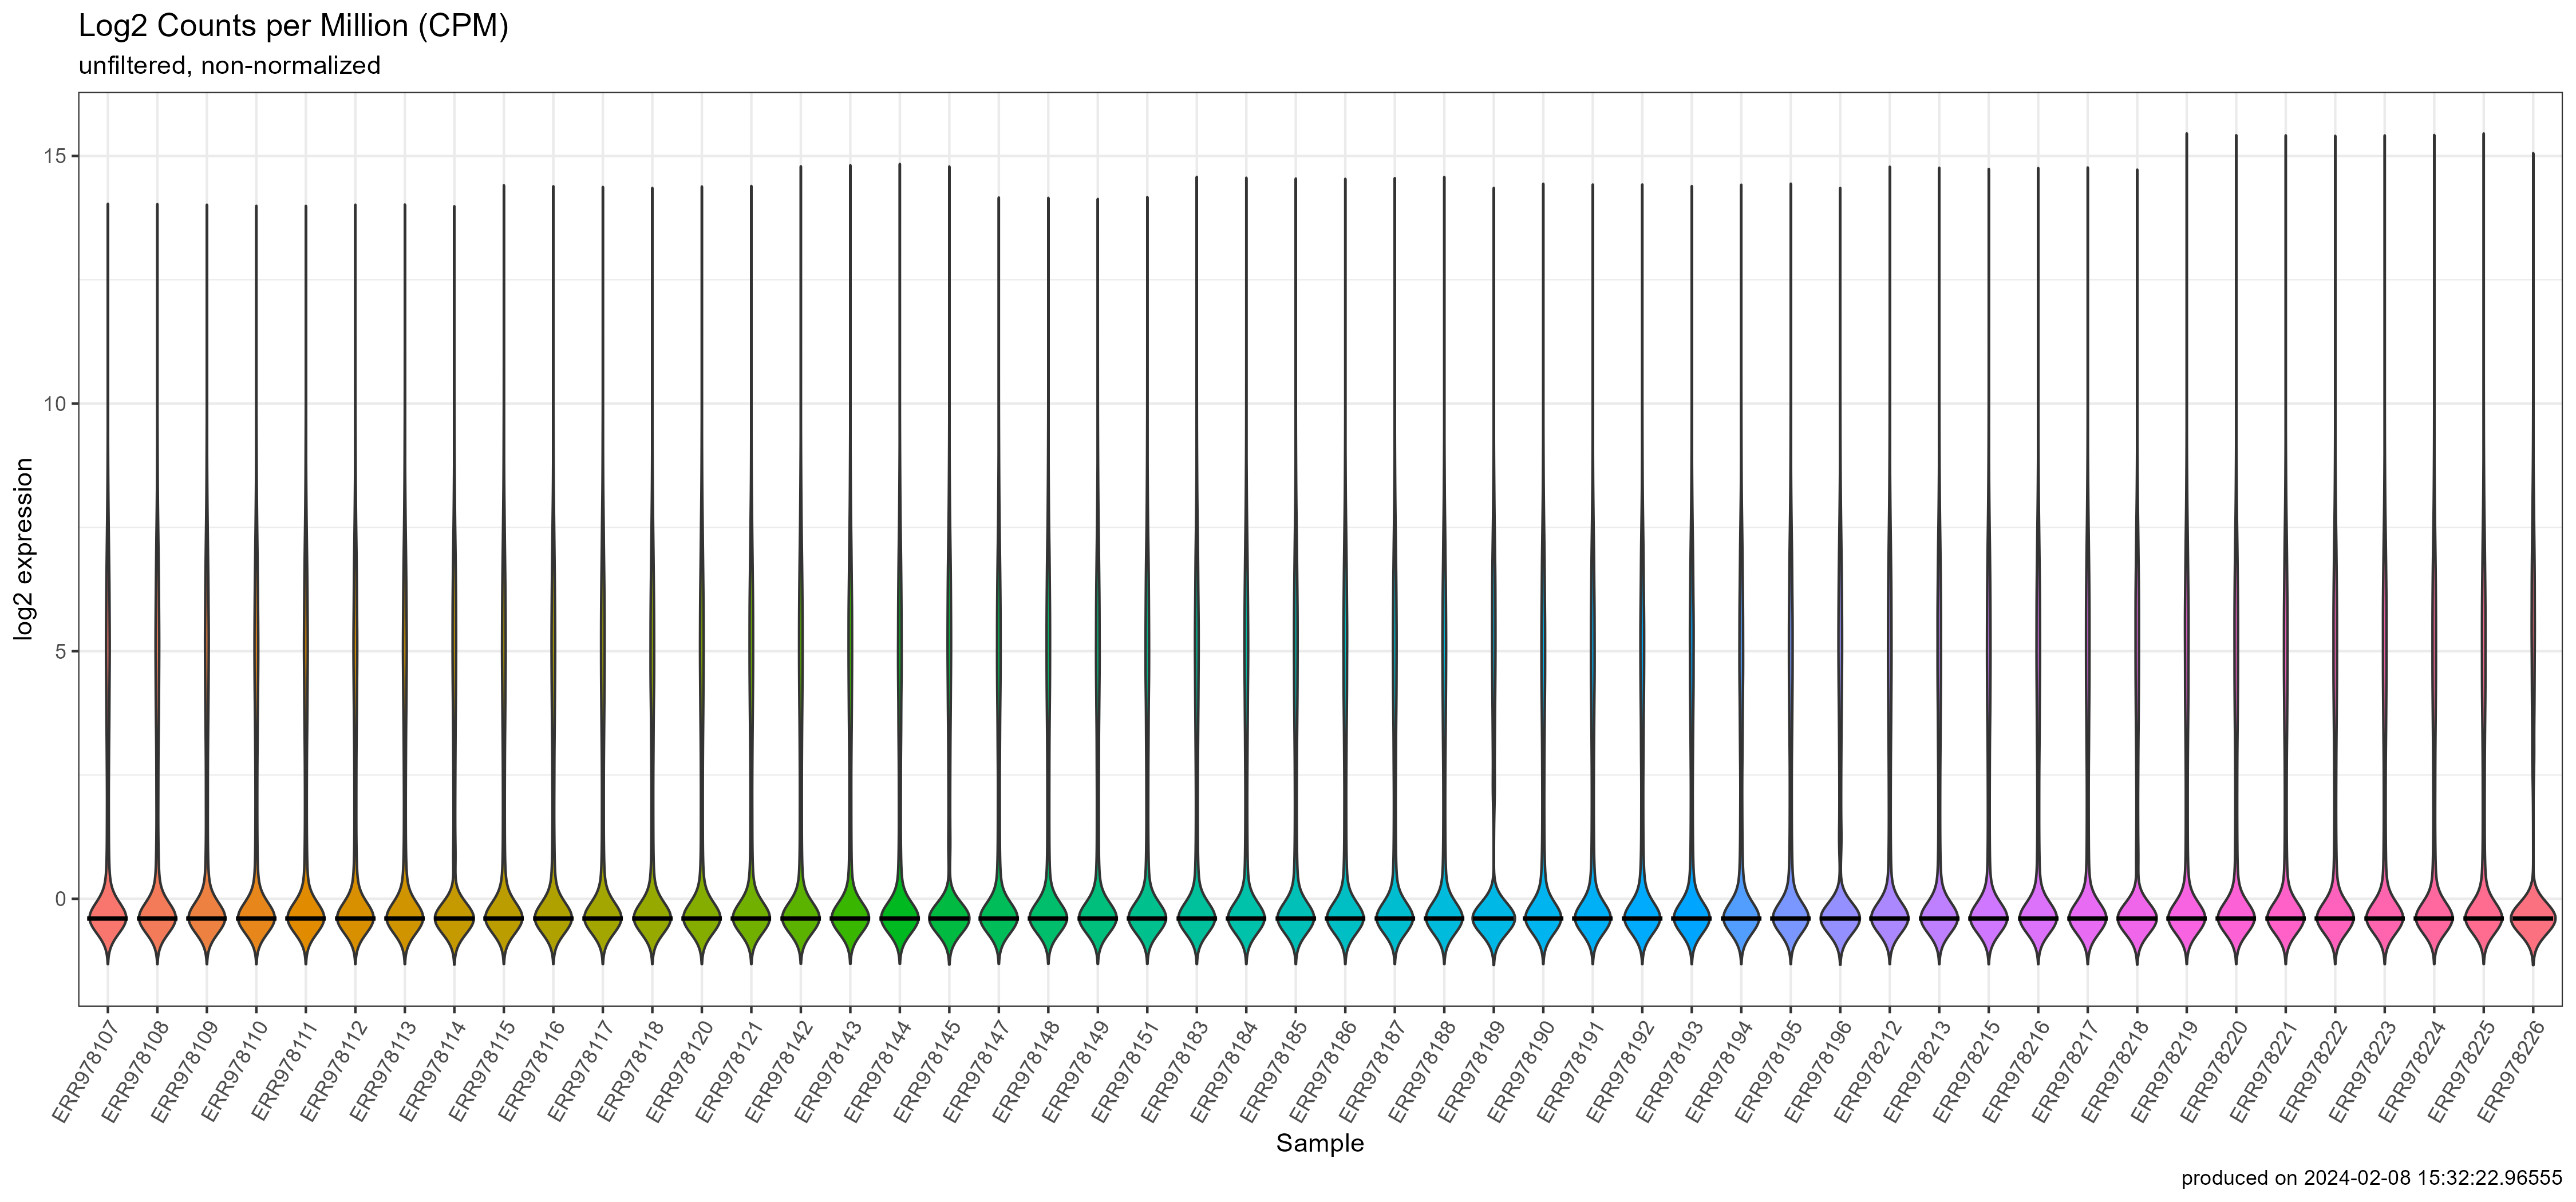 Log2 Counts per Million (CPM)
unfiltered, non-normalized
log2 expression
15
10
5
0
ERR978107
ERR978108
ERR978109
ERR978110
ERR978111
ERR978112
ERR978113
ERR978114
ERR978115
ERR978116
ERR978117
ERR978118
ERR978120
ERR978121
ERR978142
ERR978143
ERR978144
ERR978145
ERR978147
ERR978148
ERR978149
ERR978151
ERR978183
ERR978184
ERR978185
ERR978186
ERR978187
ERR978188
ERR978189
ERR978190
ERR978191
ERR978192
ERR978193
ERR978194
ERR978195
ERR978196
ERR978212
ERR978213
ERR978215
ERR978216
ERR978217
ERR978218
ERR978219
ERR978220
ERR978221
ERR978222
ERR978223
ERR978224
ERR978225
ERR978226
Sample
produced on 2024-02-08 15:32:22.96555